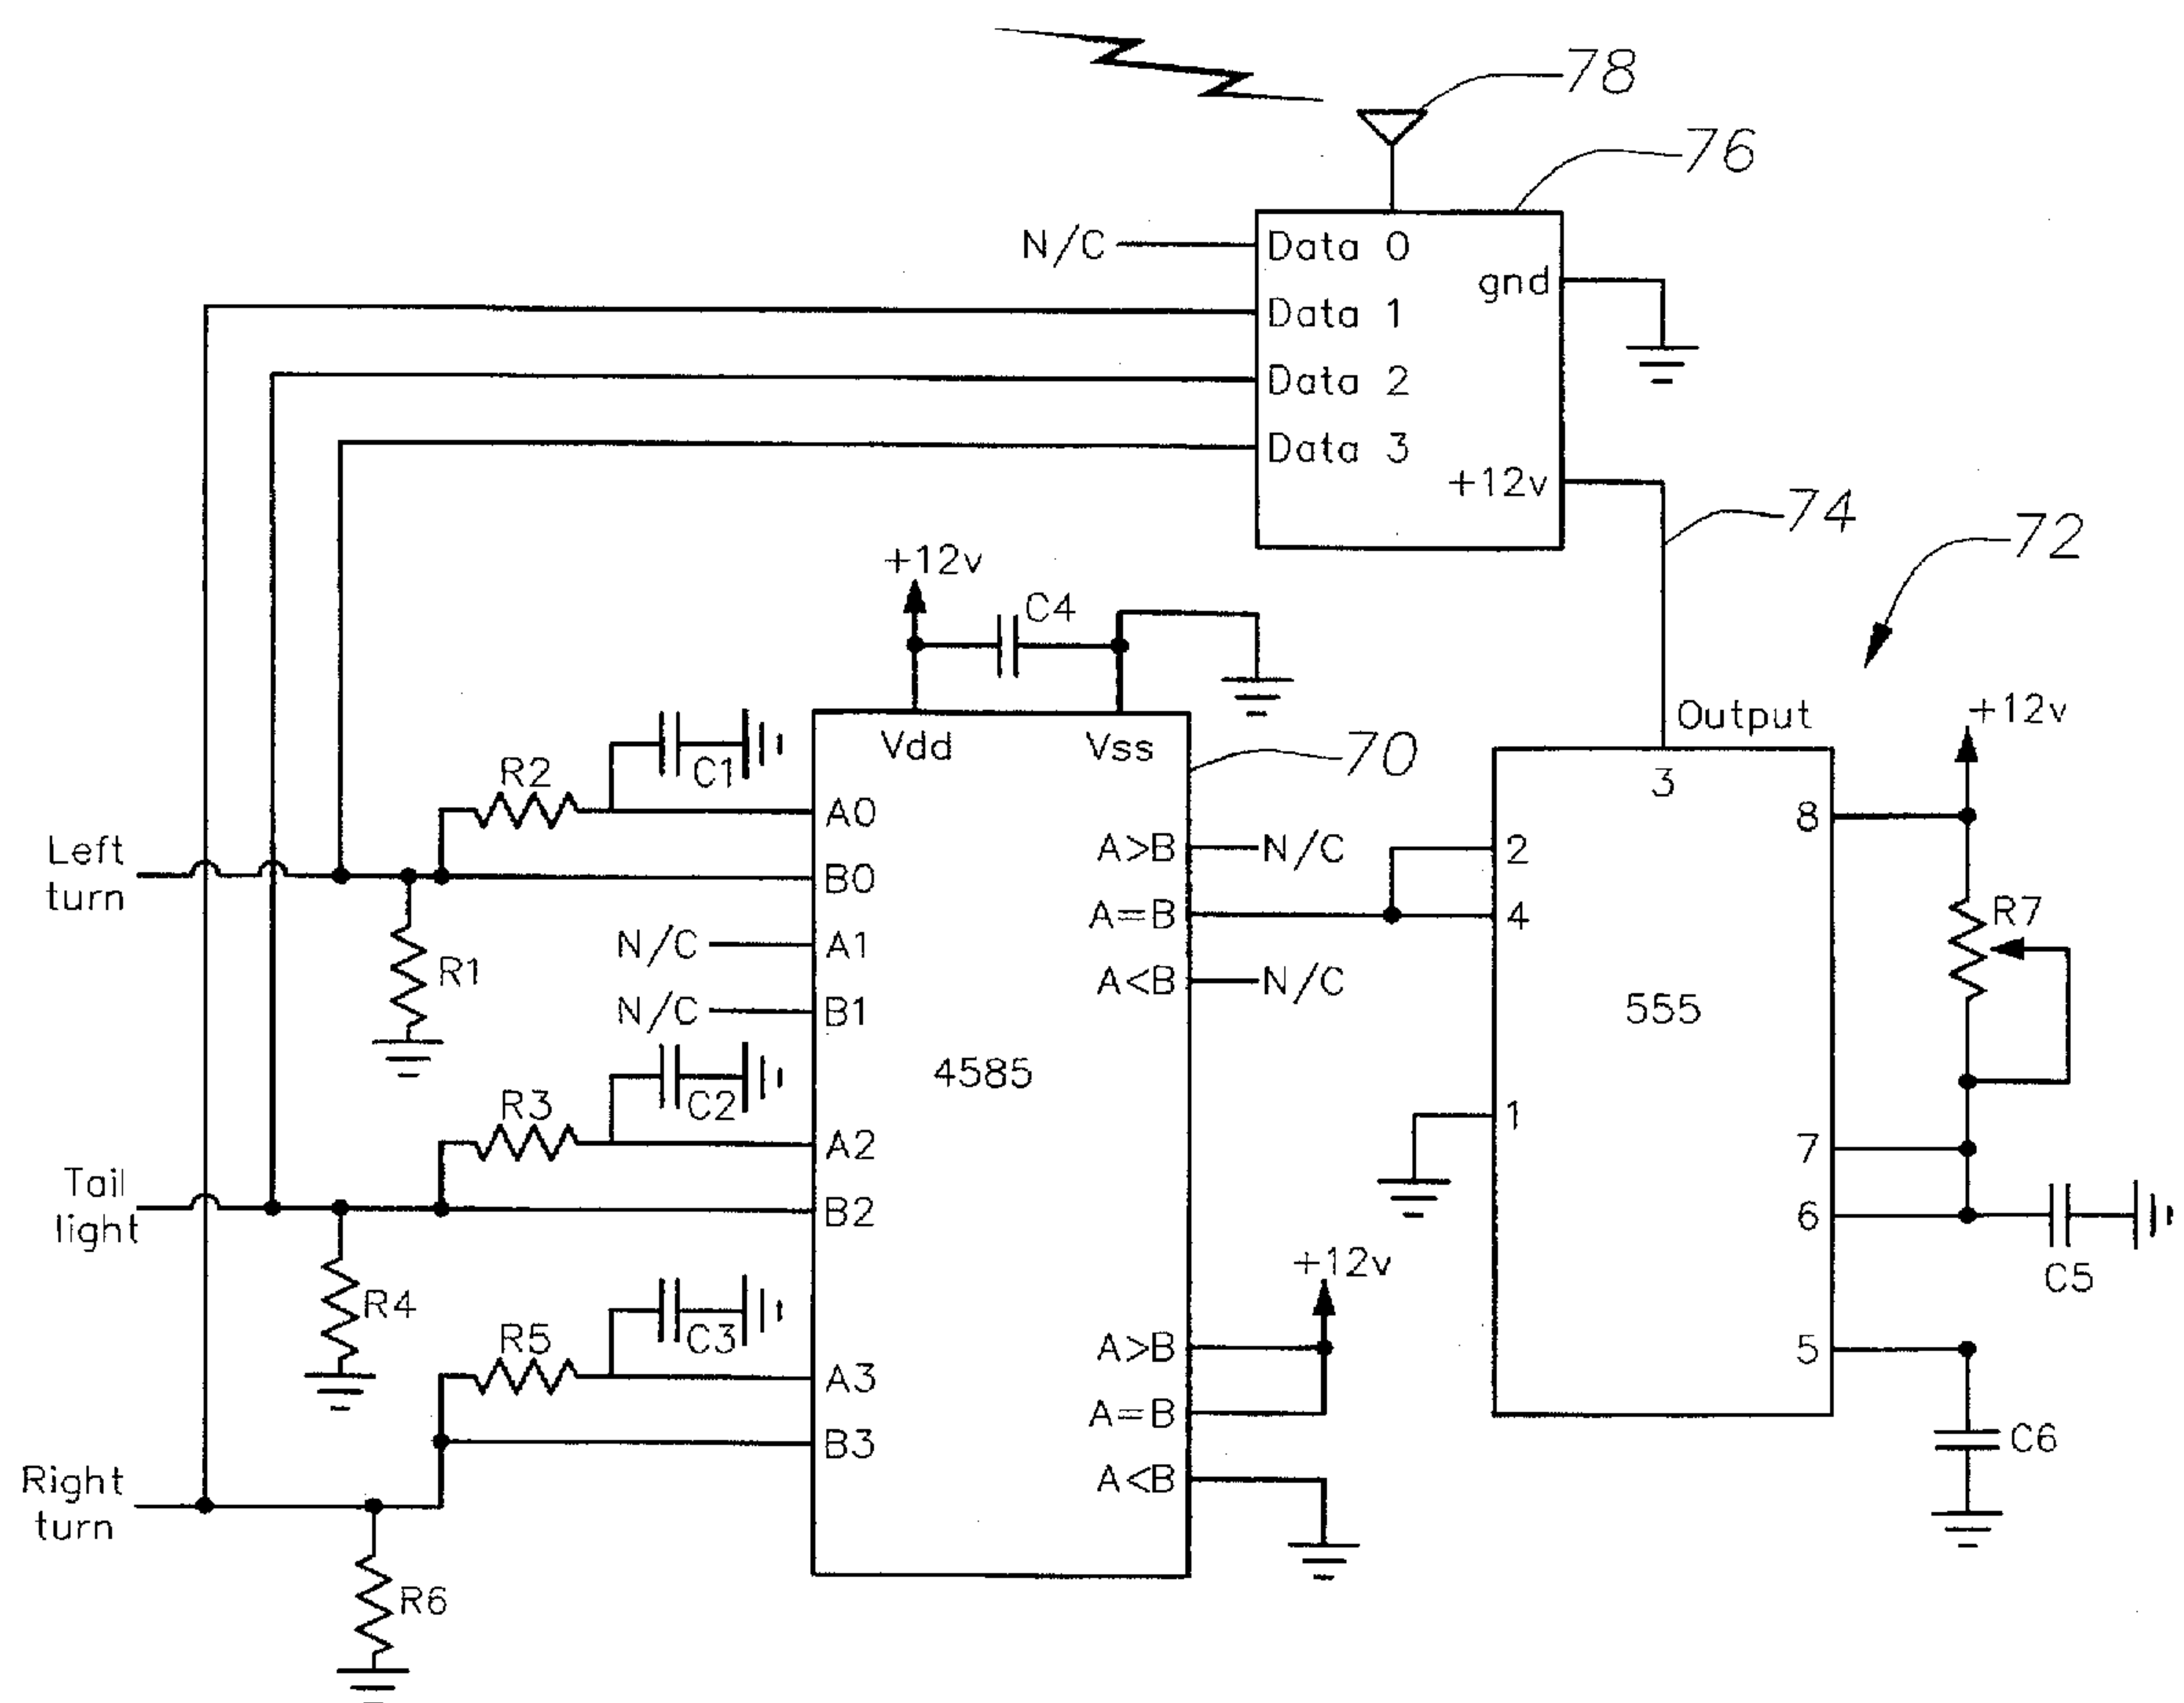 78
76
N/C
Data 0
gnd
Data 1
Data 2
Data 3
+12v
74
72
+12v
C4
Output
+12v
Vdd
Vss
70
C1
R2
3
A0
8
Left
turn
A>B
N/C
2
B0
A=B
4
R7
N/C
A1
R1
A<B
N/C
N/C
B1
555
4585
C2
R3
1
A2
7
Tail
light
B2
6
+12v
C5
R4
C3
R5
A>B
5
A3
A=B
B3
C6
Right
turn
A<B
R6